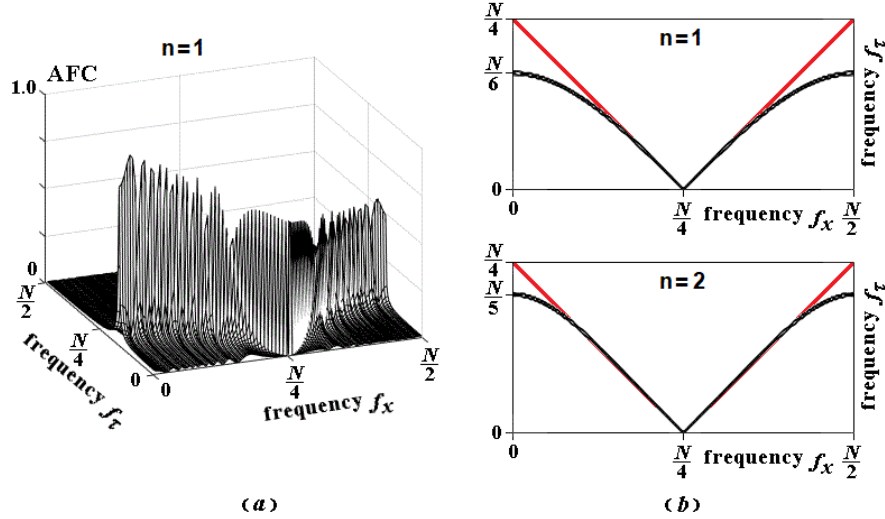 n=1
AFC
1.0
0
N/2
N/4
0
frequency fτ
0
N/4
N/2
frequency fx
(a)
n=1
N/4
N/6
0
frequency fτ
0
N/4 frequency fx N/2
n=2
N/4
N/5
0
frequency fτ
0
N/4 frequency fx N/2
(b)